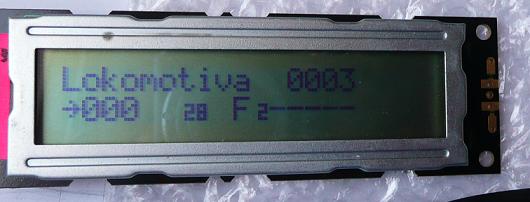 Lokomotiva 0003
→000 28 F2------